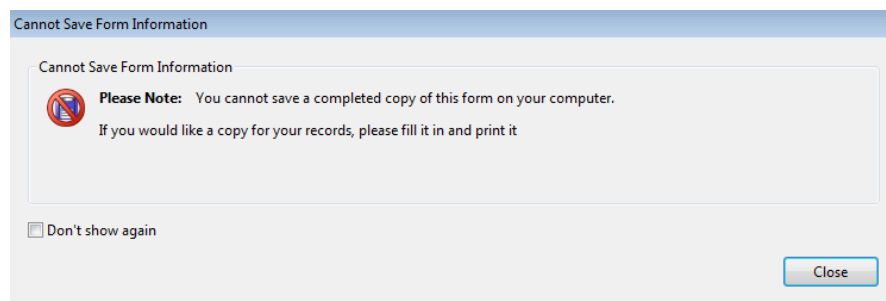 Cannot Save Form Information
Cannot Save Form Information
Please Note: You cannot save a completed copy of this form on your computer.
If you would like a copy for your records, please fill it in and print it
Don't show again
Close